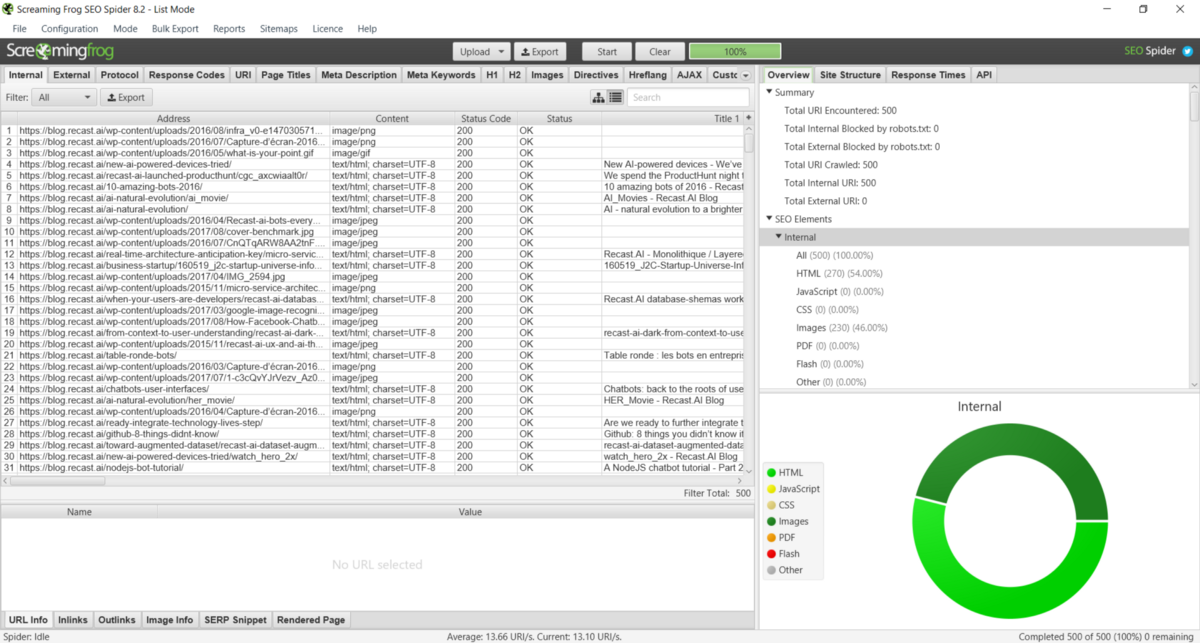 Screaming Frog SEO Spider 8.2 - List Mode
File Configuration Mode Bulk Export Reports Sitemaps Licence Help
Screamingfrog Upload Export Start Clear 100% SEO Spider
Internal External Protocol Response Codes URI Page Titles Meta Description Meta Keywords H1 H2 Images Directives Hreflang AJAX Custo
Filter: All Export Search
Address Content Status Code Status Title 1
1 https://blog.recast.ai/wp-content/uploads/2016/08/infra_v0-e147030571... image/png 200 OK
2 https://blog.recast.ai/wp-content/uploads/2016/07/Capture-d'écran-2016... image/png 200 OK
3 https://blog.recast.ai/wp-content/uploads/2016/05/what-is-your-point.gif image/gif 200 OK
4 https://blog.recast.ai/new-ai-powered-devices-tried/ text/html; charset=UTF-8 200 OK New AI-powered devices - We've
5 https://blog.recast.ai/recast-ai-launched-producthunt/cgc_axcwiaalt0r/ text/html; charset=UTF-8 200 OK We spend the ProductHunt night
6 https://blog.recast.ai/10-amazing-bots-2016/ text/html; charset=UTF-8 200 OK 10 amazing bots of 2016 - Recast
7 https://blog.recast.ai/ai-natural-evolution/ai_movie/ text/html; charset=UTF-8 200 OK AI_Movies - Recast.AI Blog
8 https://blog.recast.ai/ai-natural-evolution/ text/html; charset=UTF-8 200 OK AI - natural evolution to a brighter
9 https://blog.recast.ai/wp-content/uploads/2016/04/Recast-ai-bots-every... image/jpeg 200 OK
10 https://blog.recast.ai/wp-content/uploads/2017/08/cover-benchmark.jpg image/jpeg 200 OK
11 https://blog.recast.ai/wp-content/uploads/2016/07/CnQTqARW8AA2tnF... image/jpeg 200 OK
12 https://blog.recast.ai/real-time-architecture-anticipation-key/micro-servic... text/html; charset=UTF-8 200 OK Recast.AI - Monolithique / Layere
13 https://blog.recast.ai/business-startup/160519_j2c-startup-universe-info... text/html; charset=UTF-8 200 OK 160519_J2C-Startup-Universe-Inf
14 https://blog.recast.ai/wp-content/uploads/2017/04/IMG_2594.jpg image/jpeg 200 OK
15 https://blog.recast.ai/wp-content/uploads/2015/11/micro-service-architec... image/png 200 OK
16 https://blog.recast.ai/when-your-users-are-developers/recast-ai-databas... text/html; charset=UTF-8 200 OK Recast.AI database-shemas work
17 https://blog.recast.ai/wp-content/uploads/2017/03/google-image-recogni... image/png 200 OK
18 https://blog.recast.ai/wp-content/uploads/2017/08/How-Facebook-Chatb... image/jpeg 200 OK
19 https://blog.recast.ai/from-context-to-user-understanding/recast-ai-dark-... text/html; charset=UTF-8 200 OK recast-ai-dark-from-context-to-use
20 https://blog.recast.ai/wp-content/uploads/2015/11/recast-ai-ux-and-ai-th... image/jpeg 200 OK
21 https://blog.recast.ai/table-ronde-bots/ text/html; charset=UTF-8 200 OK Table ronde : les bots en entrepris
22 https://blog.recast.ai/wp-content/uploads/2016/03/Capture-d'écran-2016... image/png 200 OK
23 https://blog.recast.ai/wp-content/uploads/2017/07/1-c3cQvYJrVezv_Az0... image/jpeg 200 OK
24 https://blog.recast.ai/chatbots-user-interfaces/ text/html; charset=UTF-8 200 OK Chatbots: back to the roots of use
25 https://blog.recast.ai/ai-natural-evolution/her_movie/ text/html; charset=UTF-8 200 OK HER_Movie - Recast.AI Blog
26 https://blog.recast.ai/wp-content/uploads/2016/04/Capture-d'écran-2016... image/png 200 OK
27 https://blog.recast.ai/ready-integrate-technology-lives-step/ text/html; charset=UTF-8 200 OK Are we ready to further integrate t
28 https://blog.recast.ai/github-8-things-didnt-know/ text/html; charset=UTF-8 200 OK Github: 8 things you didn't know it
29 https://blog.recast.ai/toward-augmented-dataset/recast-ai-dataset-augm... text/html; charset=UTF-8 200 OK recast-ai-dataset-augmented-data
30 https://blog.recast.ai/new-ai-powered-devices-tried/watch_hero_2x/ text/html; charset=UTF-8 200 OK watch_hero_2x - Recast.AI Blog
31 https://blog.recast.ai/nodejs-bot-tutorial/ text/html; charset=UTF-8 200 OK A NodeJS chatbot tutorial - Part 2
Filter Total: 500
Name Value
No URL selected
URL Info Inlinks Outlinks Image Info SERP Snippet Rendered Page
Overview Site Structure Response Times API
Summary
Total URI Encountered: 500
Total Internal Blocked by robots.txt: 0
Total External Blocked by robots.txt: 0
Total URI Crawled: 500
Total Internal URI: 500
Total External URI: 0
SEO Elements
Internal
All (500) (100.00%)
HTML (270) (54.00%)
JavaScript (0) (0.00%)
CSS (0) (0.00%)
Images (230) (46.00%)
PDF (0) (0.00%)
Flash (0) (0.00%)
Other (0) (0.00%)
Internal
HTML
JavaScript
CSS
Images
PDF
Flash
Other
Spider: Idle Average: 13.66 URI/s. Current: 13.10 URI/s. Completed 500 of 500 (100%) 0 remaining